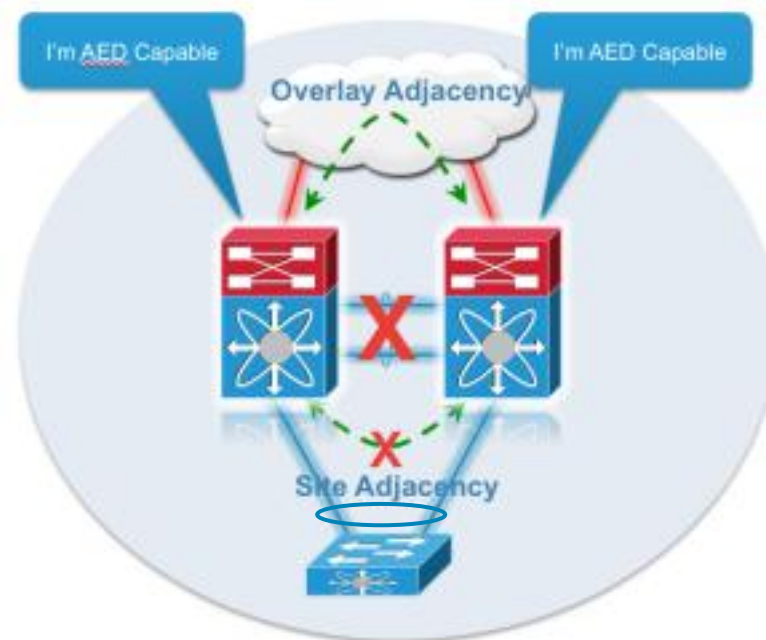 I'm AED Capable
I'm AED Capable
Overlay Adjacency
X
X
Site Adjacency